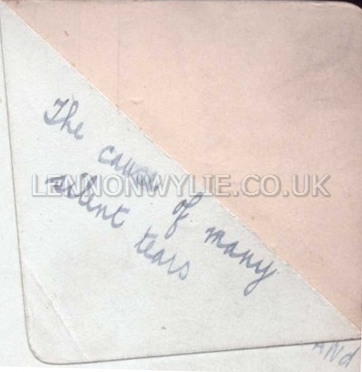 The cause of many
silent tears
LENNONWYLIE.CO.UK
AND